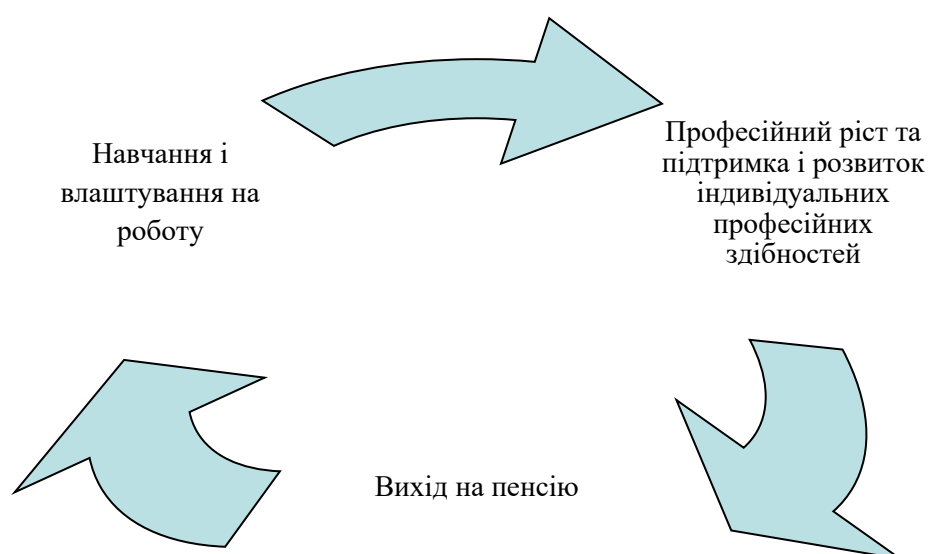 Навчання і
влаштування на
роботу
Професійний ріст та
підтримка і розвиток
індивідуальних
професійних
здібностей
Вихід на пенсію